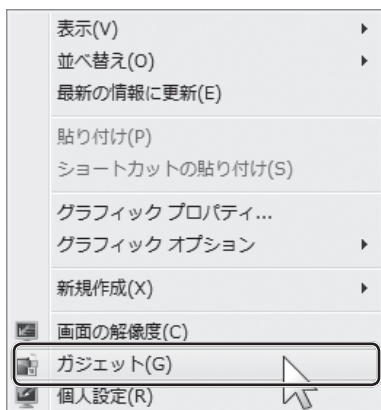 表示(V)
並べ替え(O)
最新の情報に更新(E)
貼り付け(P)
ショートカットの貼り付け(S)
グラフィック プロパティ...
グラフィック オプション
新規作成(X)
画面の解像度(C)
ガジェット(G)
個人設定(R)